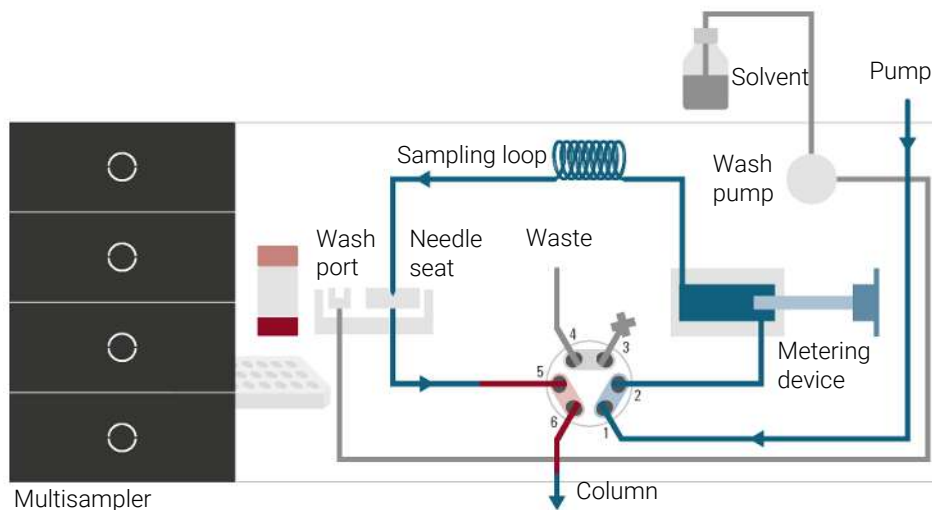 Solvent
Pump
Sampling loop
Wash
pump
Wash
port
Needle
seat
Waste
4
3
5
2
6
1
Metering
device
Column
Multisampler